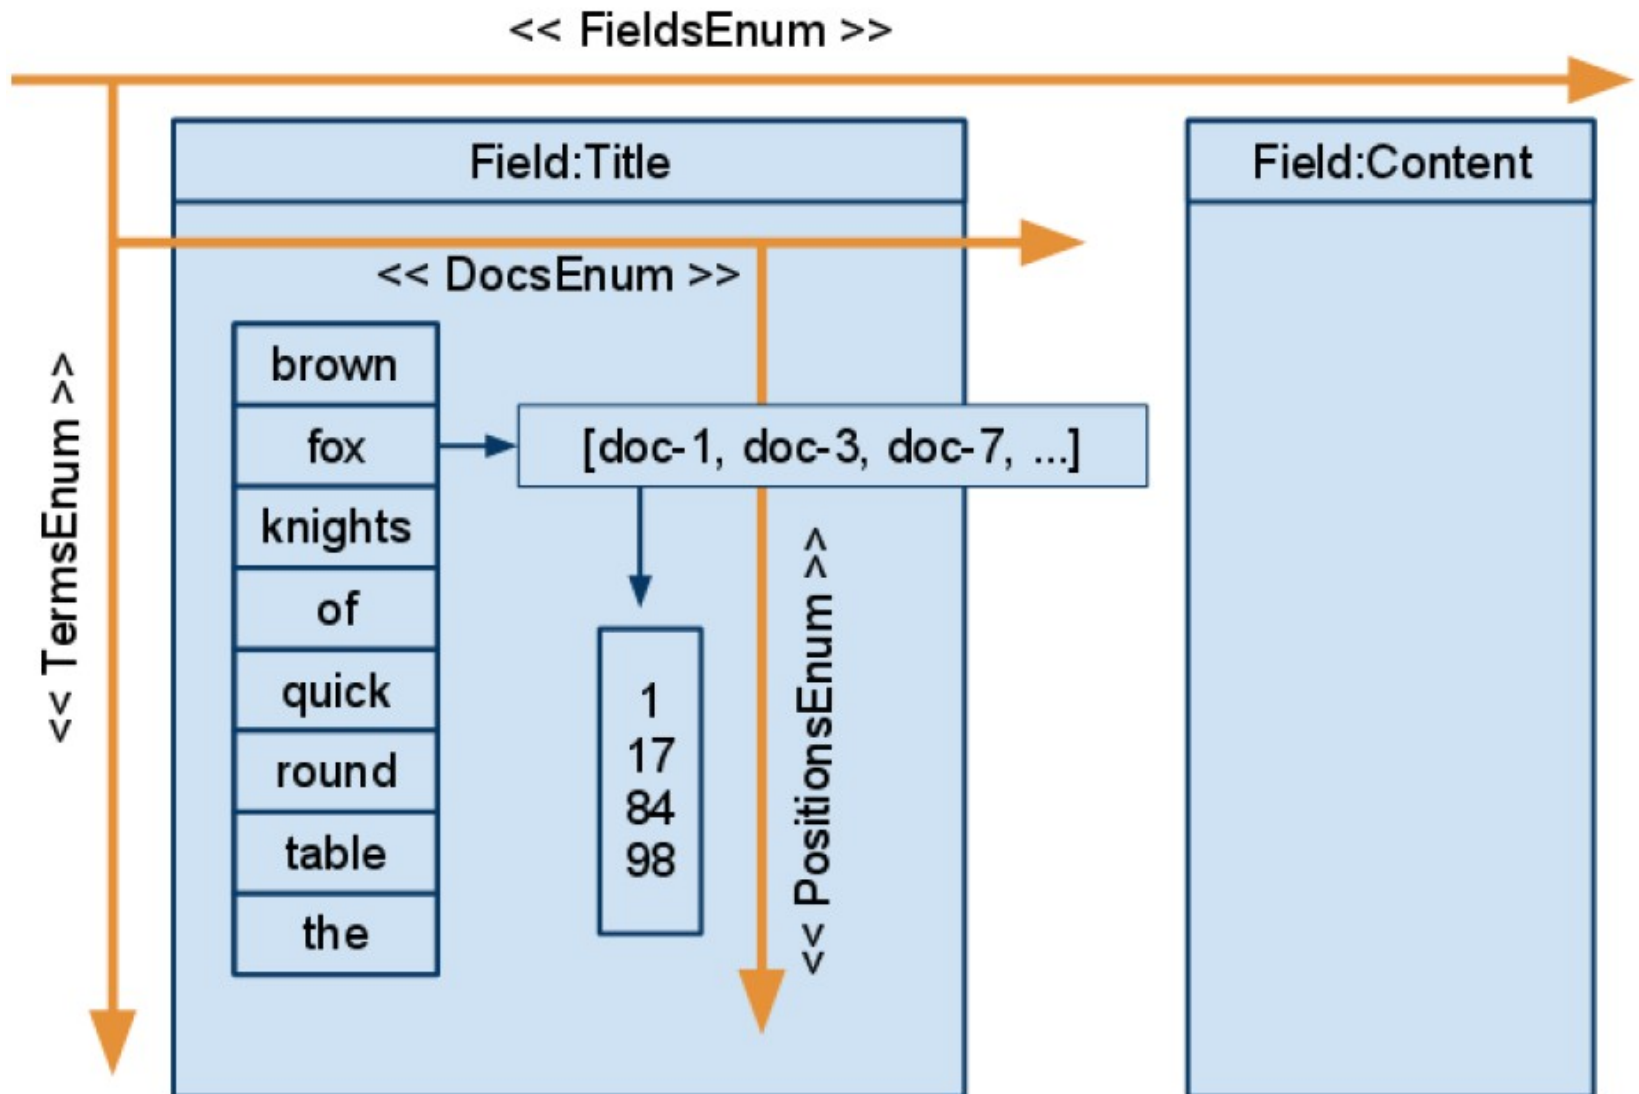 << FieldsEnum >>
Field:Title
Field:Content
<< DocsEnum >>
<< TermsEnum >>
brown
fox
knights
of
quick
round
table
the
[doc-1, doc-3, doc-7, ...]
1
17
84
98
<< PositionsEnum >>